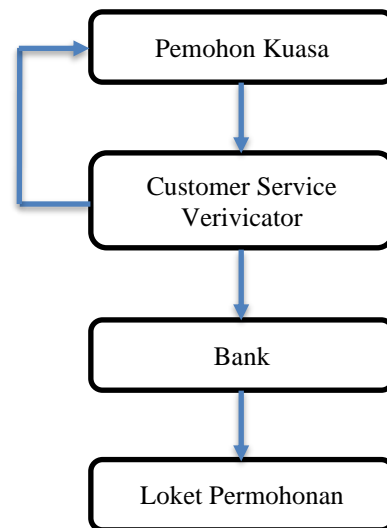 Pemohon Kuasa
Customer Service
Verivicator
Bank
Loket Permohonan